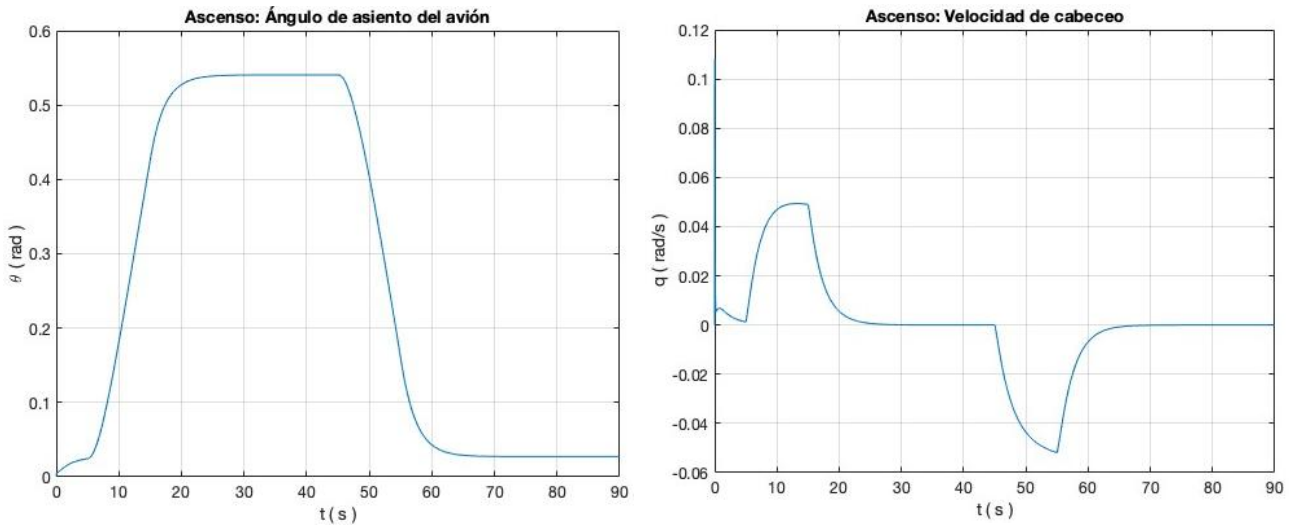 Ascenso: Ángulo de asiento del avión
0.6
0.5
0.4
0.3
0.2
0.1
0
θ ( rad )
0 10 20 30 40 50 60 70 80 90
t ( s )
Ascenso: Velocidad de cabeceo
0.12
0.1
0.08
0.06
0.04
0.02
0
-0.02
-0.04
-0.06
q ( rad/s )
0 10 20 30 40 50 60 70 80 90
t ( s )